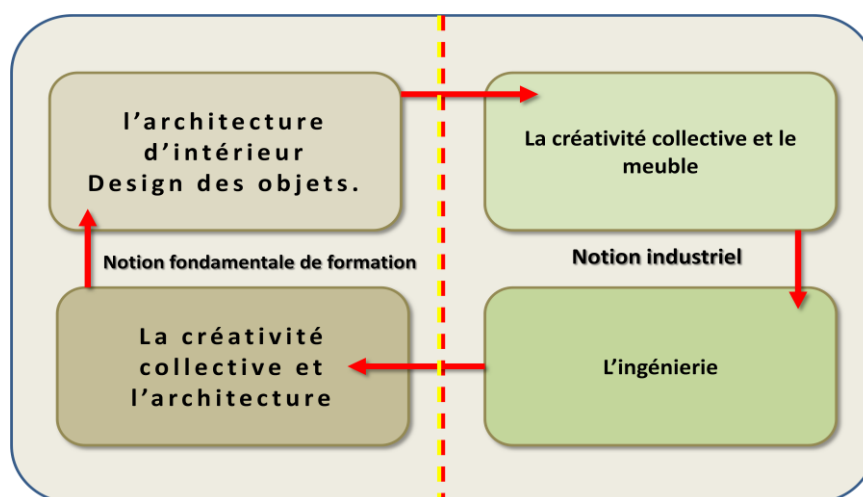 l’architecture
d’intérieur
Design des objets.
La créativité collective et le
meuble
Notion fondamentale de formation
Notion industriel
La créativité
collective et
l’architecture
L’ingénierie